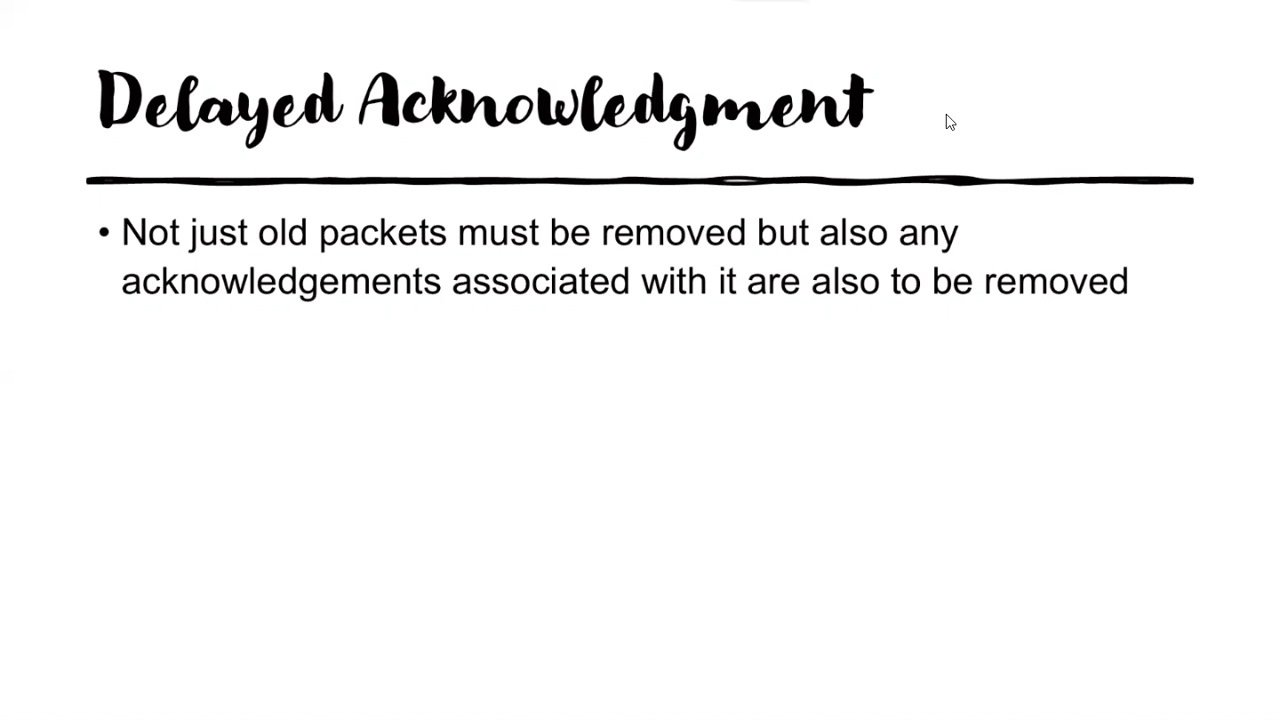 Delayed Acknowledgment
• Not just old packets must be removed but also any
acknowledgements associated with it are also to be removed